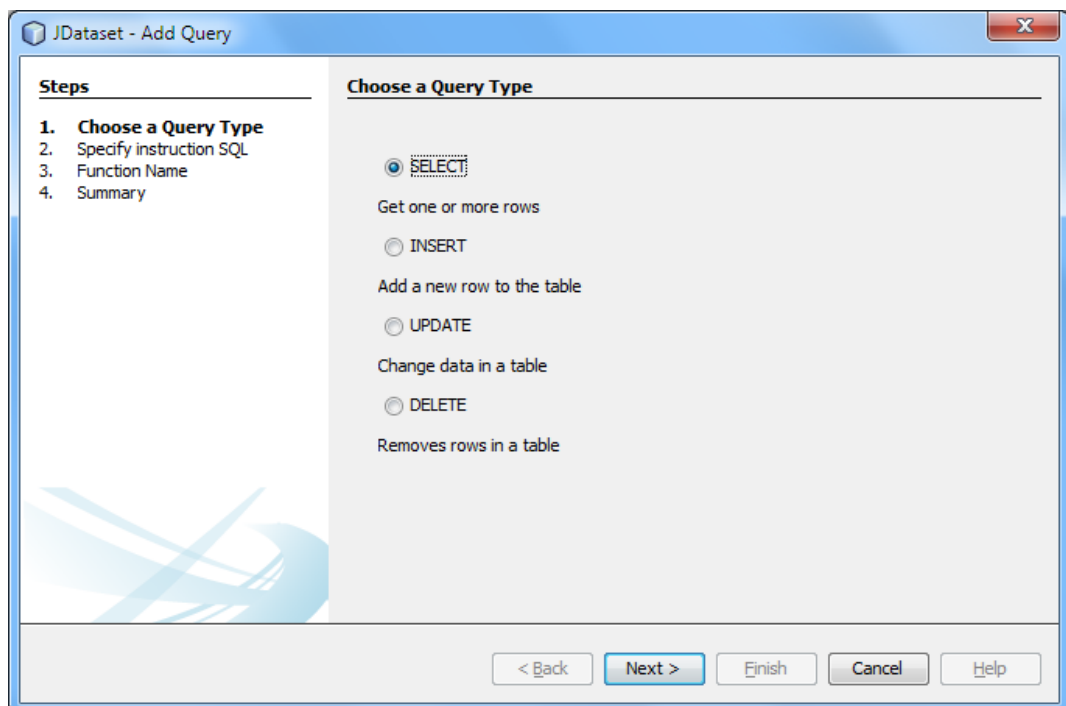 JDataset - Add Query
Steps
1. Choose a Query Type
2. Specify instruction SQL
3. Function Name
4. Summary
Choose a Query Type
SELECT
Get one or more rows
INSERT
Add a new row to the table
UPDATE
Change data in a table
DELETE
Removes rows in a table
< Back Next > Finish Cancel Help